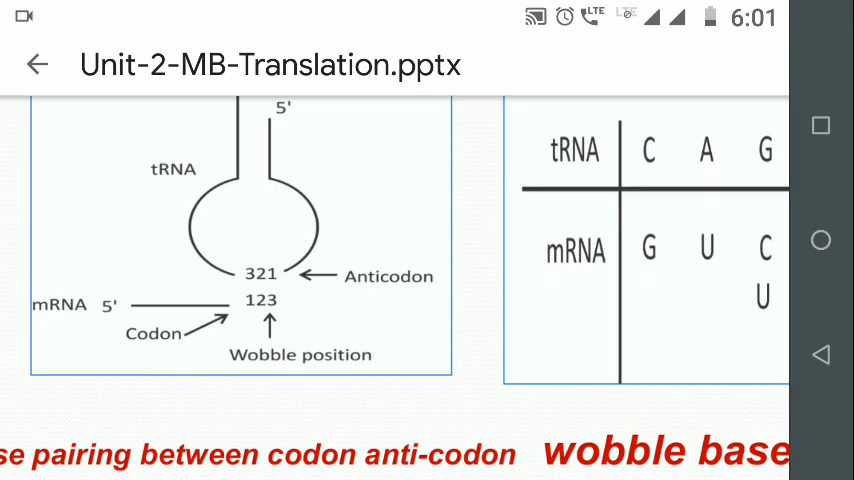 LTE LTE 6:01
Unit-2-MB-Translation.pptx
5'
tRNA
321
Anticodon
mRNA 5'
123
Codon
Wobble position
tRNA C A G
mRNA G U C
U
pairing between codon anti-codon wobble base